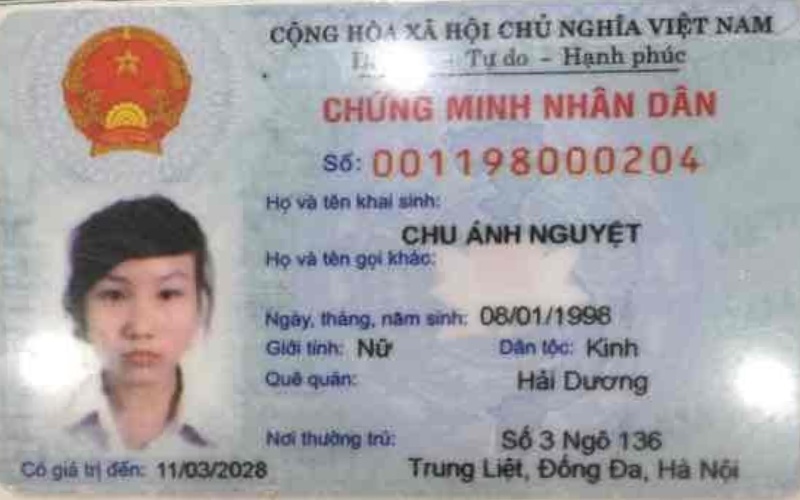 CỘNG HÒA XÃ HỘI CHỦ NGHĨA VIỆT NAM
- Tự do - Hạnh phúc
CHỨNG MINH NHÂN DÂN
Số: 001198000204
Họ và tên khai sinh:
CHU ÁNH NGUYỆT
Họ và tên gọi khác:
Ngày, tháng, năm sinh: 08/01/1998
Giới tính: Nữ Dân tộc: Kinh
Quê quán: Hải Dương
Nơi thường trú: Số 3 Ngõ 136
Trung Liệt, Đống Đa, Hà Nội
Có giá trị đến: 11/03/2028